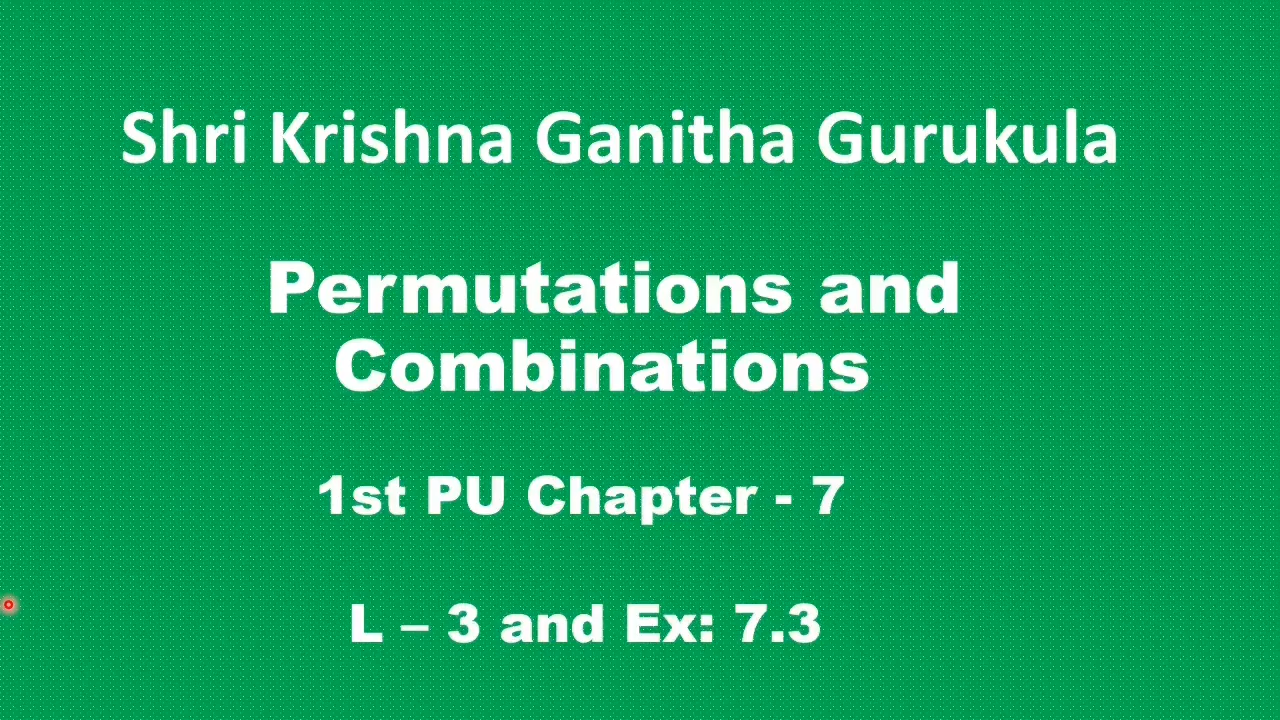 Shri Krishna Ganitha Gurukula
Permutations and
Combinations
1st PU Chapter - 7
L – 3 and Ex: 7.3